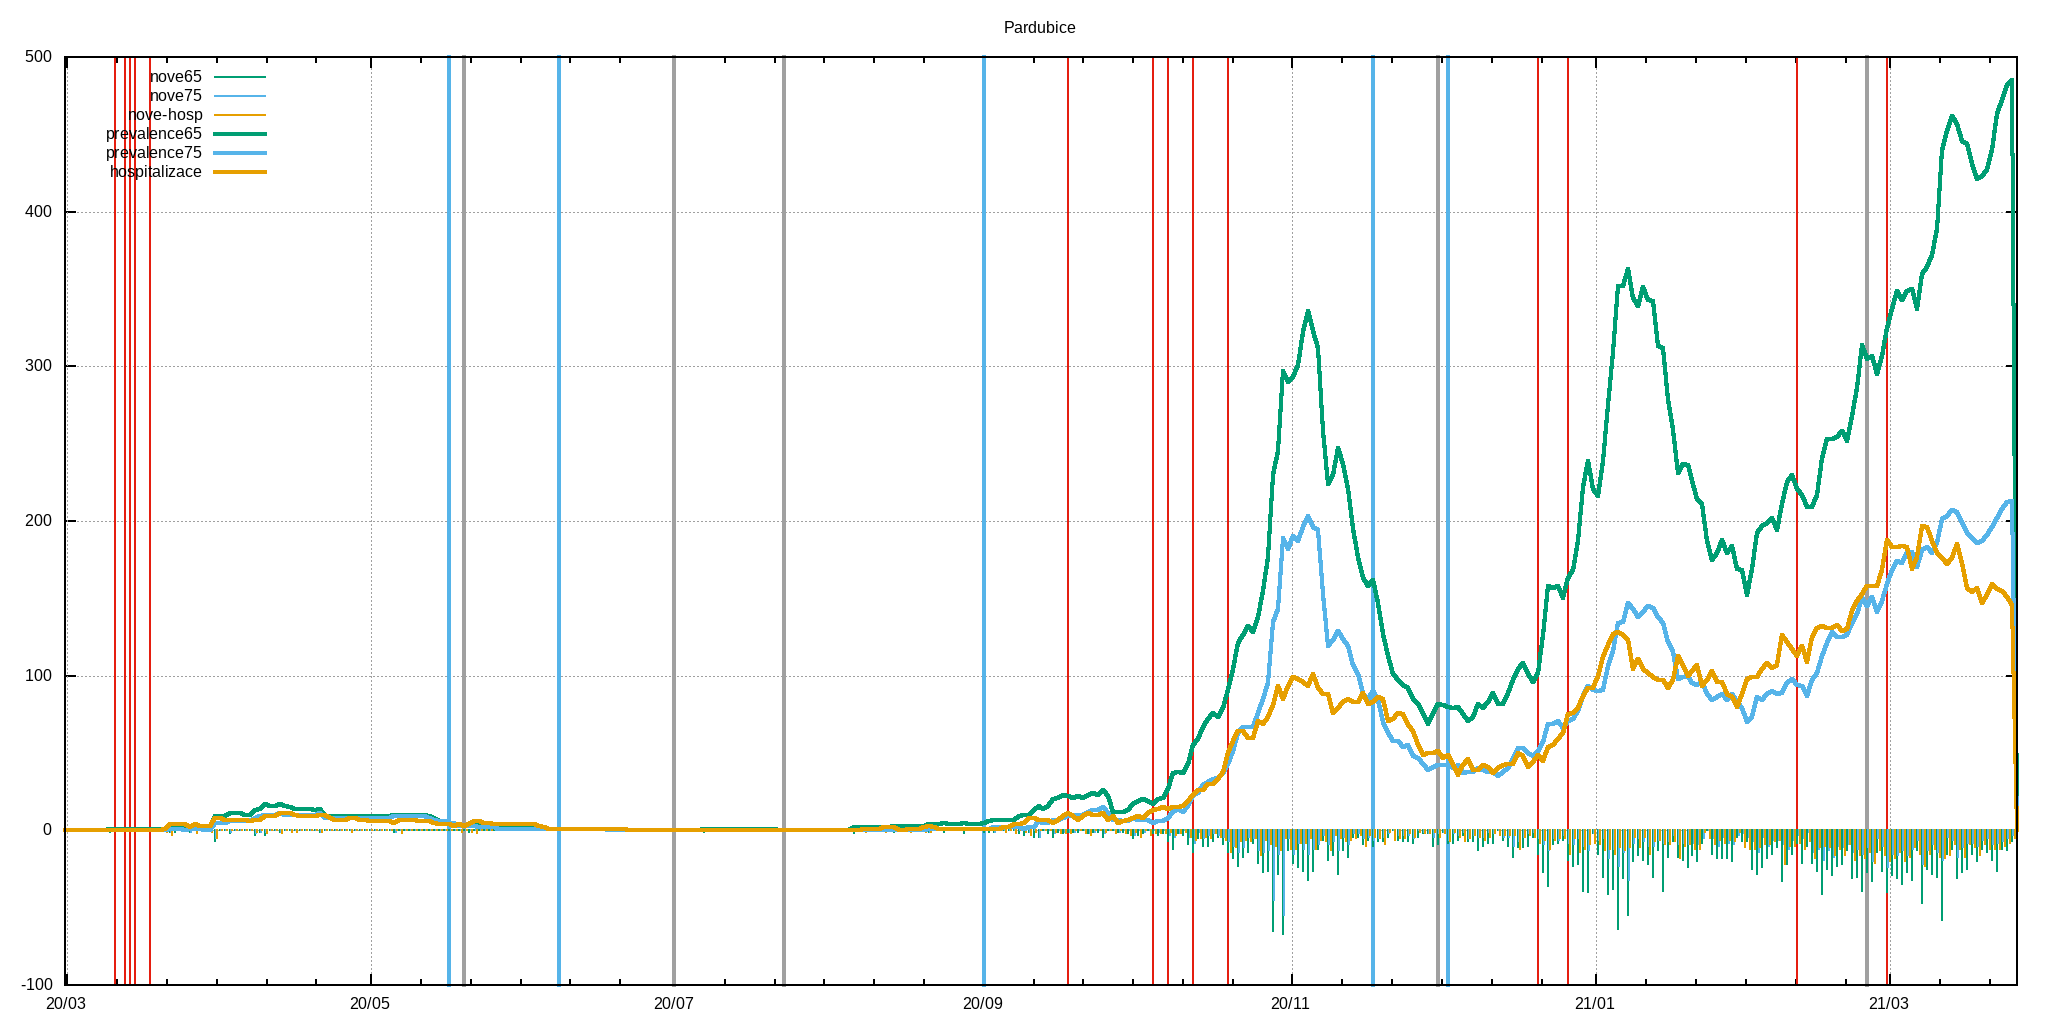 Pardubice
500
nove65
nove75
nove-hosp
prevalence65
prevalence75
hospitalizace
400
300
200
100
0
-100
20/03 20/05 20/07 20/09 20/11 21/01 21/03